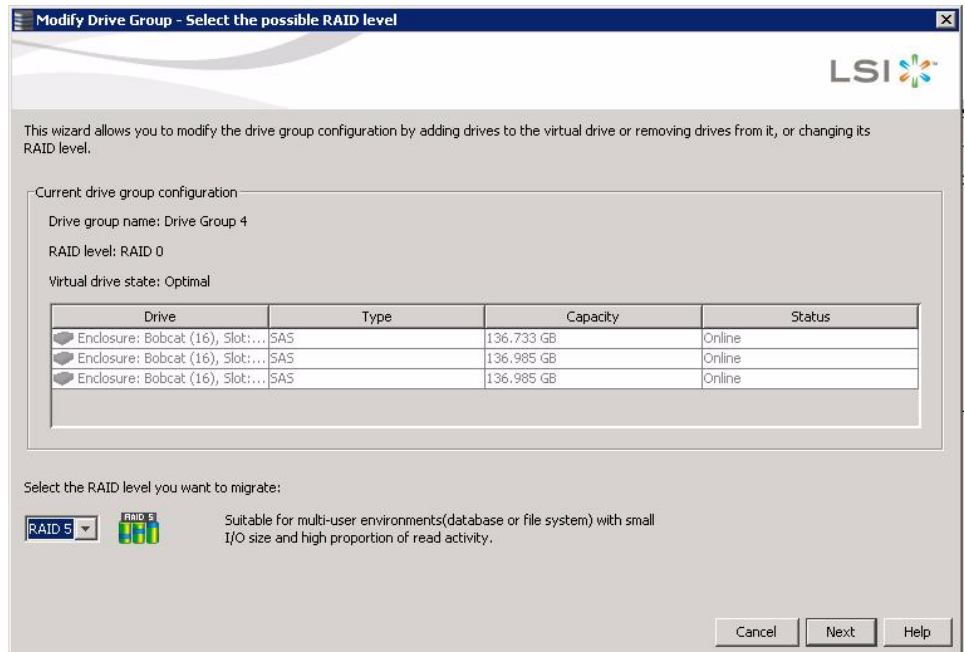 Modify Drive Group - Select the possible RAID level
LSI
This wizard allows you to modify the drive group configuration by adding drives to the virtual drive or removing drives from it, or changing its
RAID level.
Current drive group configuration
Drive group name: Drive Group 4
RAID level: RAID 0
Virtual drive state: Optimal
Drive Type Capacity Status
Enclosure: Bobcat (16), Slot:... SAS 136.733 GB Online
Enclosure: Bobcat (16), Slot:... SAS 136.985 GB Online
Enclosure: Bobcat (16), Slot:... SAS 136.985 GB Online
Select the RAID level you want to migrate:
RAID 5
RAID 5
Suitable for multi-user environments(database or file system) with small
I/O size and high proportion of read activity.
Cancel Next Help